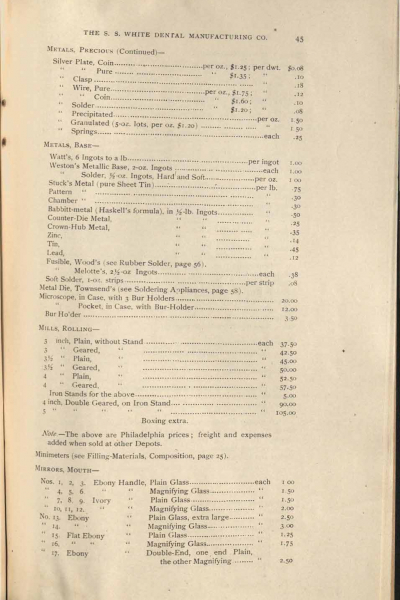 THE S. S. WHITE DENTAL MANUFACTURING CO. 45
METALS, PRECIOUS (Continued)—
Silver Plate, Coin per oz., $1.25; per dwt. $0.08
" " Pure " $1.35; " .10
" Clasp " .18
" Wire, Pure per oz., $1.75; " .12
" " Coin " $1.60; " .10
" Solder " $1.20; " .08
" Precipitated per oz. 1 50
" Granulated (5-oz. lots, per oz. $1.20) " 1 50
" Springs each .25
METALS, BASE—
Watt's, 6 Ingots to a lb. per ingot 1.00
Weston's Metallic Base, 2-oz. Ingots each 1.00
" Solder, ¾-oz. Ingots, Hard and Soft per oz. 1 00
Stuck's Metal (pure Sheet Tin) per lb. 75
Pattern " " .30
Chamber " " .30
Babbitt-metal (Haskell's formula), in ½-lb. Ingots " .50
Counter-Die Metal, " " .25
Crown-Hub Metal, " " .35
Zinc, " " .14
Tin, " " .45
Lead, " " .12
Fusible, Wood's (see Rubber Solder, page 56).
" Melotte's, 2½-oz Ingots each .38
Soft Solder, 1-oz. strips per strip .08
Metal Die, Townsend's (see Soldering Appliances, page 58).
Microscope, in Case, with 3 Bur Holders 20.00
" Pocket, in Case, with Bur-Holder 12.00
Bur Holder 3.50
MILLS, ROLLING—
3 inch, Plain, without Stand each 37.50
3 " Geared, " 42.50
3½ " Plain, " 45.00
3½ " Geared, " 50.00
4 " Plain, " 52.50
4 " Geared, " 57.50
Iron Stands for the above " 5.00
4 inch, Double Geared, on Iron Stand " 90.00
5 " " " " " " 105.00
Boxing extra.
Note—The above are Philadelphia prices; freight and expenses
added when sold at other Depots.
Minimeters (see Filling-Materials, Composition, page 25).
MIRRORS, MOUTH—
Nos. 1, 2, 3, Ebony Handle, Plain Glass each 1 00
" 4, 5, 6, " " Magnifying Glass " 1 50
" 7, 8, 9, Ivory " Plain Glass " 1.50
" 10, 11, 12, " " Magnifying Glass " 2.00
No. 13, Ebony " Plain Glass, extra large " 2.50
" 14, " " Magnifying Glass " 3 00
" 15, Flat Ebony " Plain Glass " 1.25
" 16, " " " Magnifying Glass " 1.75
" 17, Ebony " Double-End, one end Plain,
the other Magnifying " 2.50